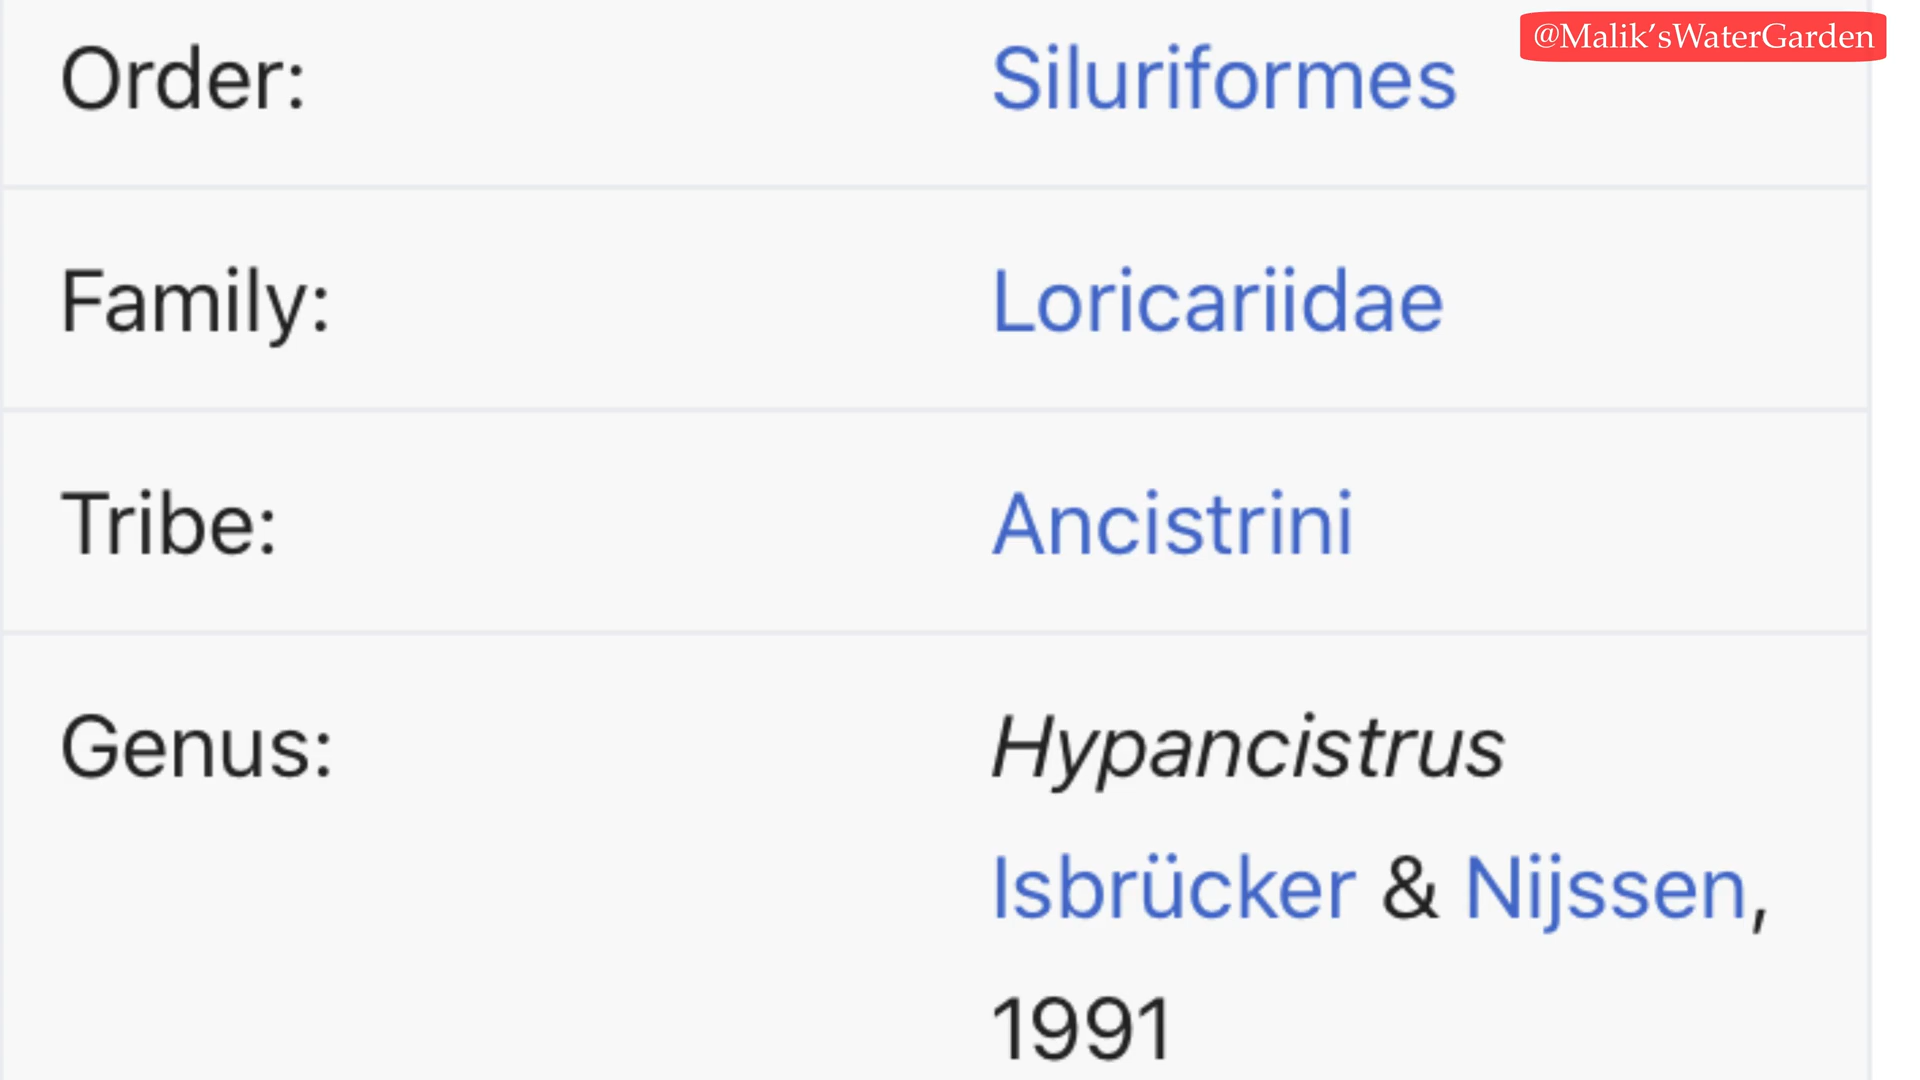 @Malik’sWaterGarden
Order: Siluriformes
Family: Loricariidae
Tribe: Ancistrini
Genus: Hypancistrus
Isbrücker & Nijssen,
1991